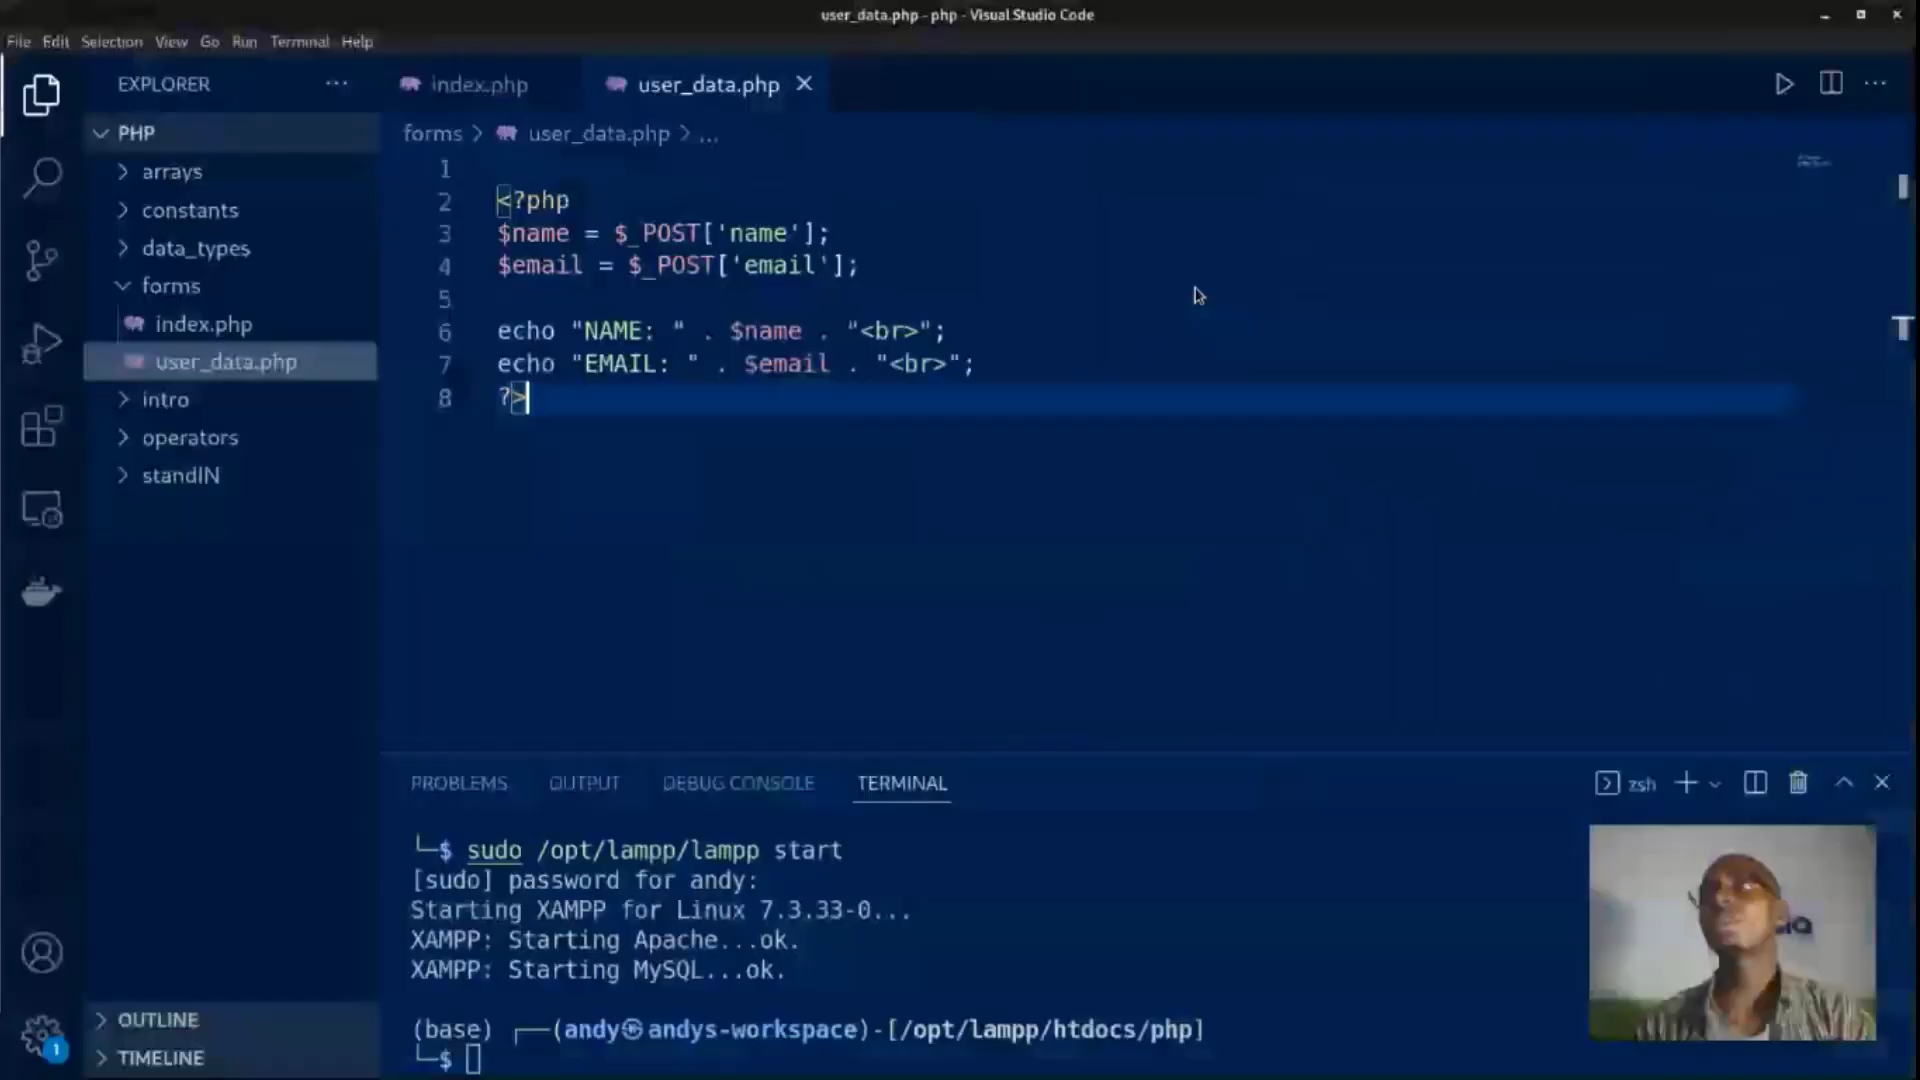 user_data.php - php - Visual Studio Code
File Edit Selection View Go Run Terminal Help
EXPLORER
index.php
user_data.php
PHP
forms > user_data.php > ...
arrays
constants
data_types
forms
index.php
user_data.php
intro
operators
standIN
1
2 <?php
3 $name = $_POST['name'];
4 $email = $_POST['email'];
5
6 echo "NAME: " . $name . "<br>";
7 echo "EMAIL: " . $email . "<br>";
8 ?>
PROBLEMS OUTPUT DEBUG CONSOLE TERMINAL
zsh
└─$ sudo /opt/lampp/lampp start
[sudo] password for andy:
Starting XAMPP for Linux 7.3.33-0...
XAMPP: Starting Apache...ok.
XAMPP: Starting MySQL...ok.
(base) ┌──(andy㉿andys-workspace)-[/opt/lampp/htdocs/php]
└─$
OUTLINE
TIMELINE
1